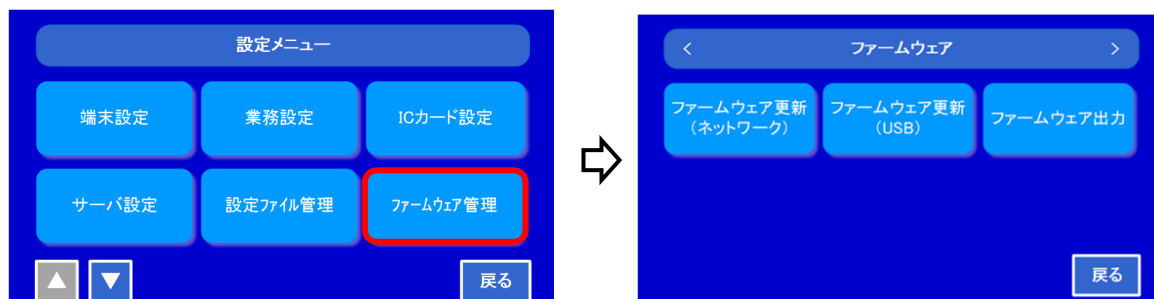 設定メニュー
端末設定
業務設定
ICカード設定
サーバ設定
設定ファイル管理
ファームウェア管理
戻る
<
ファームウェア
>
ファームウェア更新
(ネットワーク)
ファームウェア更新
(USB)
ファームウェア出力
戻る